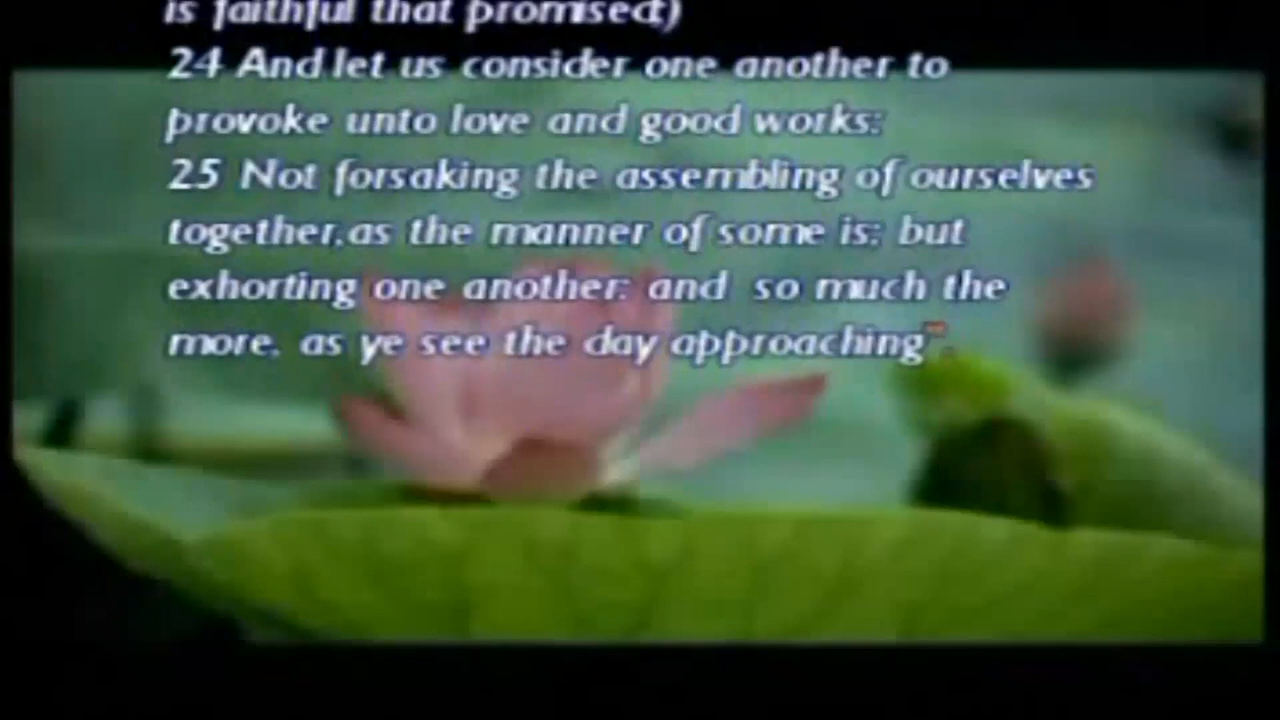 is faithful that promised;)
24 And let us consider one another to
provoke unto love and good works:
25 Not forsaking the assembling of ourselves
together,as the manner of some is; but
exhorting one another: and so much the
more, as ye see the day approaching".